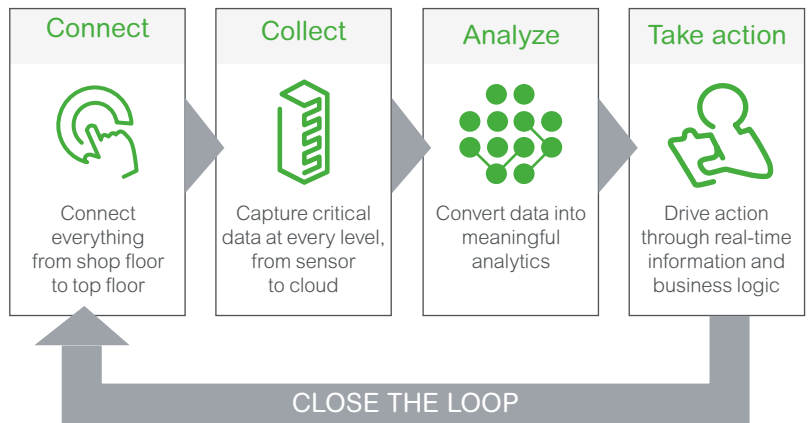 Connect
Connect
everything
from shop floor
to top floor
Collect
Capture critical
data at every level,
from sensor
to cloud
Analyze
Convert data into
meaningful
analytics
Take action
Drive action
through real-time
information and
business logic
CLOSE THE LOOP